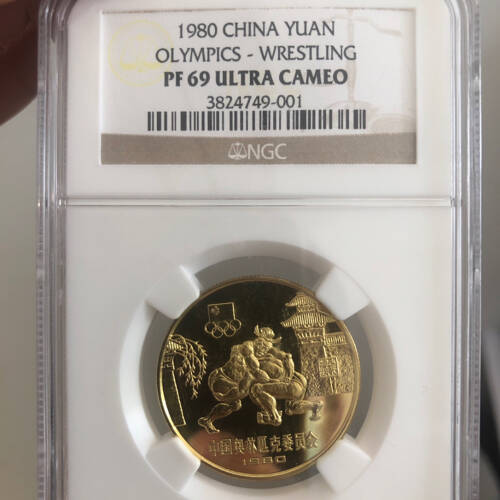 1980 CHINA YUAN
OLYMPICS - WRESTLING
PF 69 ULTRA CAMEO
3824749-001
NGC
中国奥林匹克委员会
1980